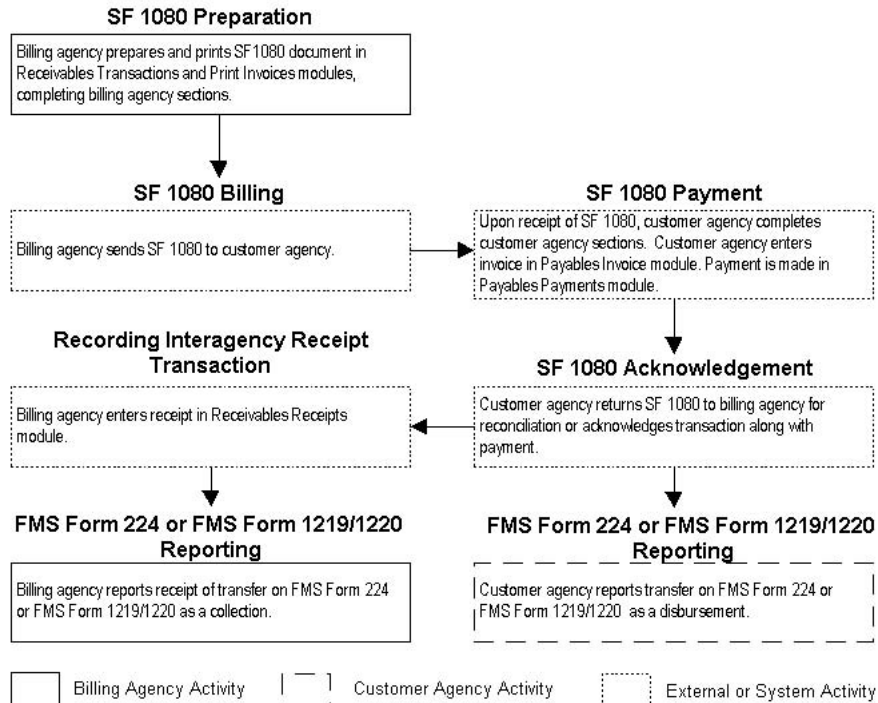 SF 1080 Preparation
Billing agency prepares and prints SF1080 document in
Receivables Transactions and Print Invoices modules,
completing billing agency sections.
SF 1080 Billing
Billing agency sends SF 1080 to customer agency.
SF 1080 Payment
Upon receipt of SF 1080, customer agency completes
customer agency sections. Customer agency enters
invoice in Payables Invoice module. Payment is made in
Payables Payments module.
Recording Interagency Receipt
Transaction
Billing agency enters receipt in Receivables Receipts
module.
SF 1080 Acknowledgement
Customer agency returns SF 1080 to billing agency for
reconciliation or acknowledges transaction along with
payment.
FMS Form 224 or FMS Form 1219/1220
Reporting
Billing agency reports receipt of transfer on FMS Form 224
or FMS Form 1219/1220 as a collection.
FMS Form 224 or FMS Form 1219/1220
Reporting
Customer agency reports transfer on FMS Form 224 or
FMS Form 1219/1220 as a disbursement.
Billing Agency Activity
Customer Agency Activity
External or System Activity